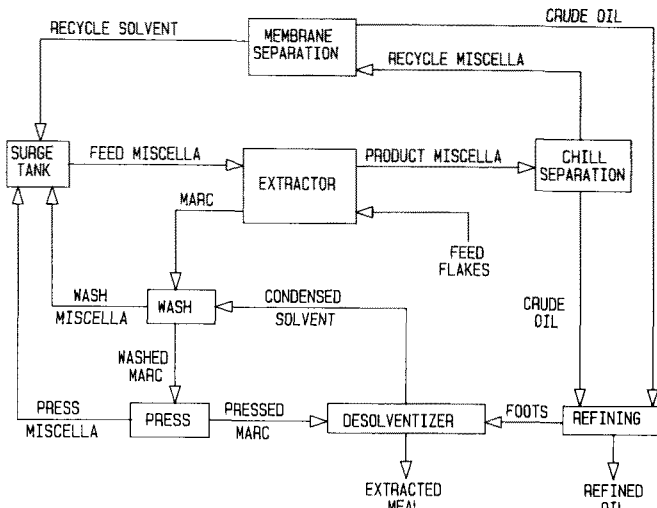 CRUDE OIL
RECYCLE SOLVENT
MEMBRANE
SEPARATION
RECYCLE MISCELLA
SURGE
TANK
FEED MISCELLA
EXTRACTOR
PRODUCT MISCELLA
CHILL
SEPARATION
MARC
FEED
FLAKES
WASH
MISCELLA
WASH
CONDENSED
SOLVENT
CRUDE
OIL
WASHED
MARC
PRESS
MISCELLA
PRESS
PRESSED
MARC
DESOLVENTIZER
FOOTS
REFINING
EXTRACTED
MEAL
REFINED
OIL